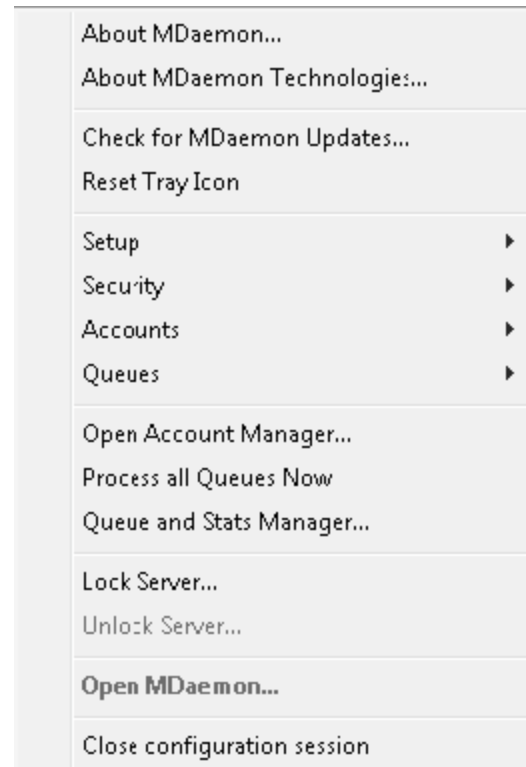 About MDaemon...
About MDaemon Technologies...
Check for MDaemon Updates...
Reset Tray Icon
Setup
Security
Accounts
Queues
Open Account Manager...
Process all Queues Now
Queue and Stats Manager...
Lock Server...
Unlock Server...
Open MDaemon...
Close configuration session